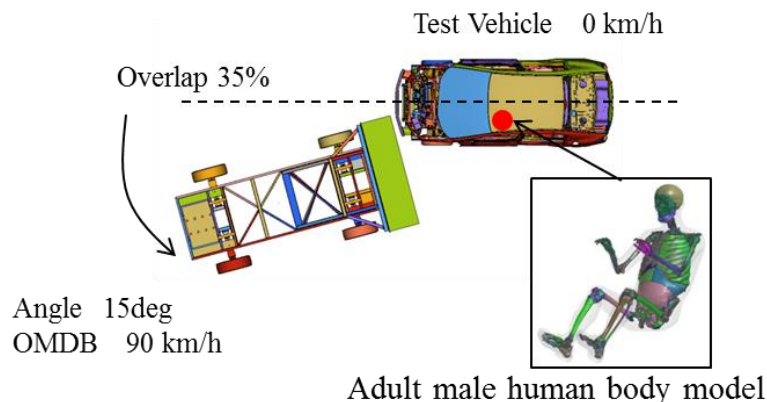 Test Vehicle 0 km/h
Overlap 35%
Angle 15deg
OMDB 90 km/h
Adult male human body model